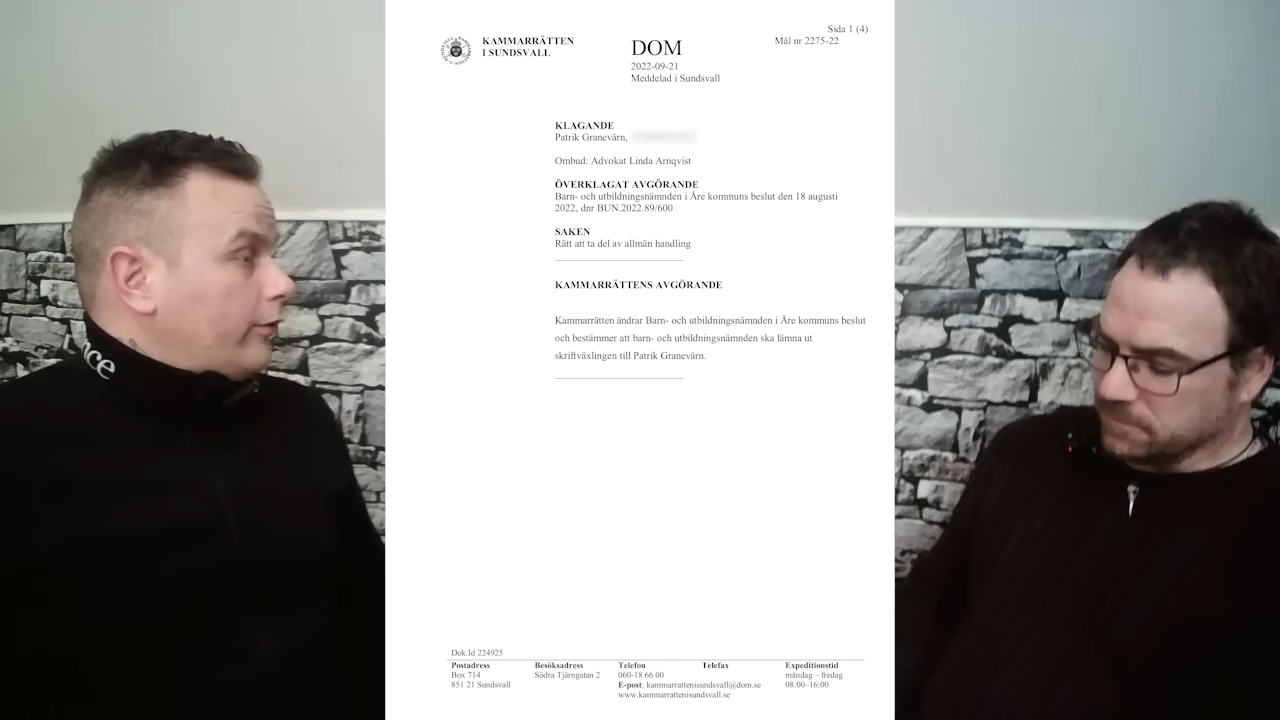 Sida 1 (4)
KAMMARRÄTTEN
I SUNDSVALL
DOM
Mål nr 2275-22
2022-09-21
Meddelad i Sundsvall
KLAGANDE
Patrik Granevärn,
Ombud: Advokat Linda Arnqvist
ÖVERKLAGAT AVGÖRANDE
Barn- och utbildningsnämnden i Åre kommuns beslut den 18 augusti
2022, dnr BUN.2022.89/600
SAKEN
Rätt att ta del av allmän handling
KAMMARRÄTTENS AVGÖRANDE
Kammarrätten ändrar Barn- och utbildningsnämnden i Åre kommuns beslut
och bestämmer att barn- och utbildningsnämnden ska lämna ut
skriftväxlingen till Patrik Granevärn.
Dok.Id 224925
Postadress
Box 714
851 21 Sundsvall
Besöksadress
Södra Tjärngatan 2
Telefon
060-18 66 00
E-post: kammarrattenisundsvall@dom.se
www.kammarrattenisundsvall.se
Telefax
Expeditionstid
måndag – fredag
08:00–16:00